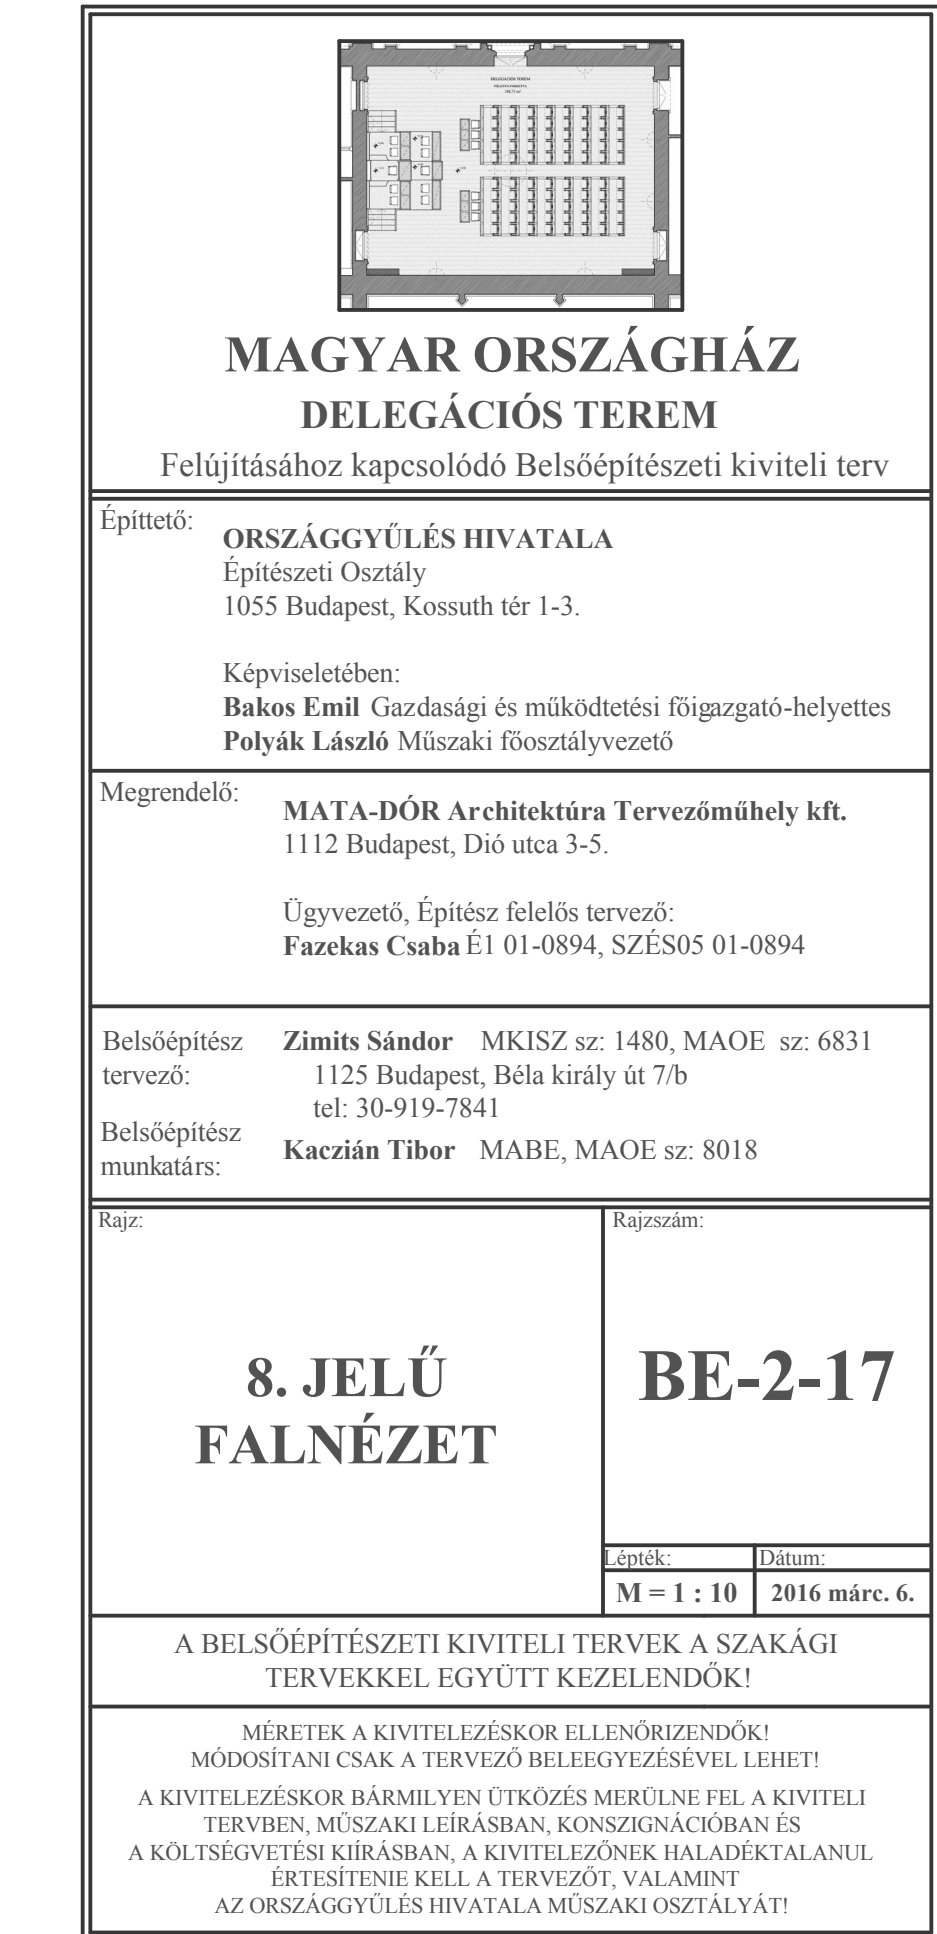 DELEGÁCIÓS TEREM
MAGYAR ORSZÁGHÁZ
DELEGÁCIÓS TEREM
Felújításához kapcsolódó Belsőépítészeti kiviteli terv
Építtető:
ORSZÁGGYŰLÉS HIVATALA
Építészeti Osztály
1055 Budapest, Kossuth tér 1-3.
Képviseletében:
Bakos Emil Gazdasági és működtetési főigazgató-helyettes
Polyák László Műszaki főosztályvezető
Megrendelő:
MATA-DÓR Architektúra Tervezőműhely kft.
1112 Budapest, Dió utca 3-5.
Ügyvezető, Építész felelős tervező:
Fazekas Csaba É1 01-0894, SZÉS05 01-0894
Belsőépítész tervező:
Zimits Sándor MKISZ sz: 1480, MAOE sz: 6831
1125 Budapest, Béla király út 7/b
tel: 30-919-7841
Belsőépítész munkatárs:
Kaczián Tibor MABE, MAOE sz: 8018
Rajz:
8. JELŰ
FALNÉZET
Rajzszám:
BE-2-17
Lépték:
M = 1 : 10
Dátum:
2016 márc. 6.
A BELSŐÉPÍTÉSZETI KIVITELI TERVEK A SZAKÁGI
TERVEKKEL EGYÜTT KEZELENDŐK!
MÉRETEK A KIVITELEZÉSKOR ELLENŐRIZENDŐK!
MÓDOSÍTANI CSAK A TERVEZŐ BELEEGYEZÉSÉVEL LEHET!
A KIVITELEZÉSKOR BÁRMILYEN ÜTKÖZÉS MERÜLNE FEL A KIVITELI
TERVBEN, MŰSZAKI LEÍRÁSBAN, KONSZIGNÁCIÓBAN ÉS
A KÖLTSÉGVETÉSI KIÍRÁSBAN, A KIVITELEZŐNEK HALADÉKTALANUL
ÉRTESÍTENIE KELL A TERVEZŐT, VALAMINT
AZ ORSZÁGGYŰLÉS HIVATALA MŰSZAKI OSZTÁLYÁT!